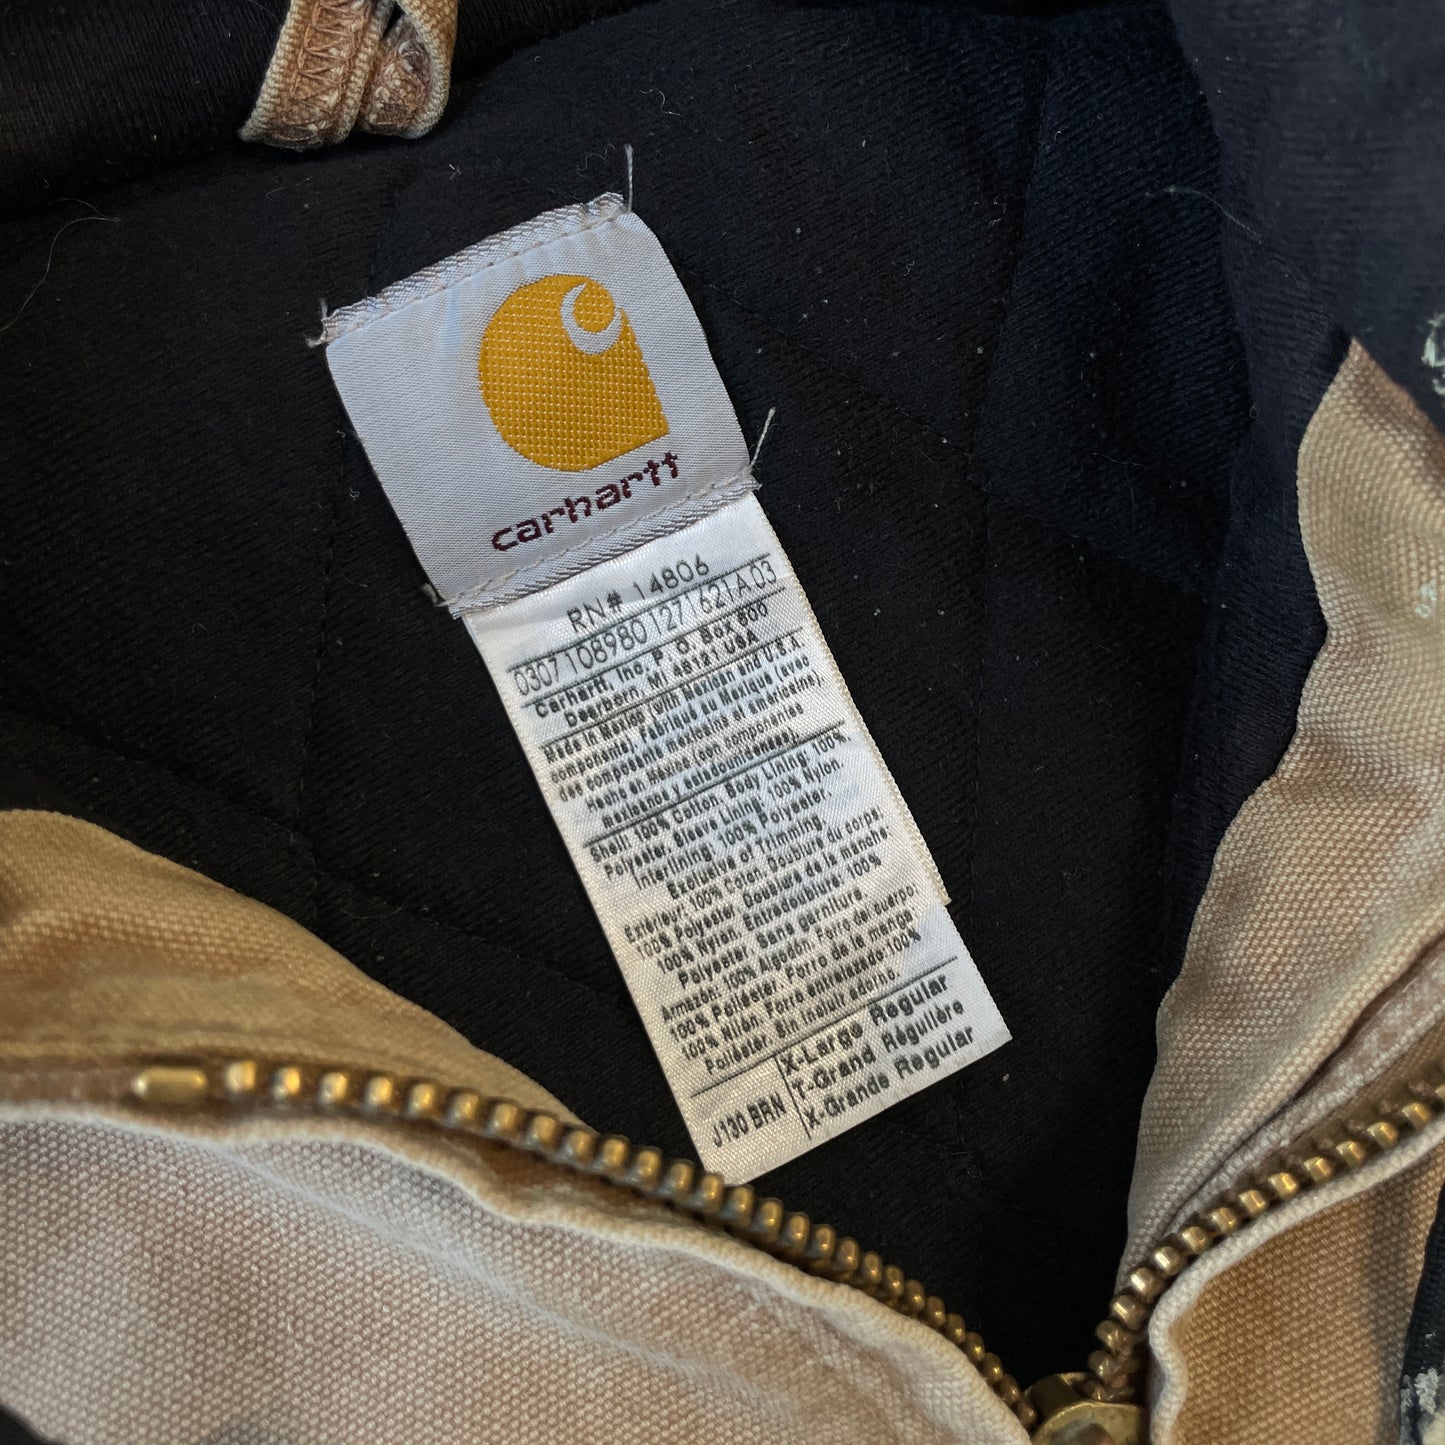 carhartt
RN# 14806
030710898012716 21A 03
Carhartt, Inc. P. O. Box 600
Dearborn, MI 48121 USA
Made in Mexico (with Mexican and U.S.A.
components). Fabriqué au Mexique (avec
des composants mexicains et américains).
Hecho en México (con componentes
mexicanos y estadounidenses).
Shell: 100% Cotton. Body Lining: 100%
Polyester. Sleeve Lining: 100% Nylon.
Interlining: 100% Polyester.
Exclusive of Trimming
Extérieur: 100% Coton. Doublure du corps:
100% Polyester. Doublure de la manche:
100% Nylon. Entredoublure: 100%
Polyester. Sans garniture
Armazón: 100% Algodón. Forro del cuerpo:
100% Poliéster. Forro de la manga
100% Nilón. Forro entrelazado 100%
Poliéster. Sin incluir adorno.
J130 BRN
X-Large Regular
T-Grand Régulière
X-Grande Regular